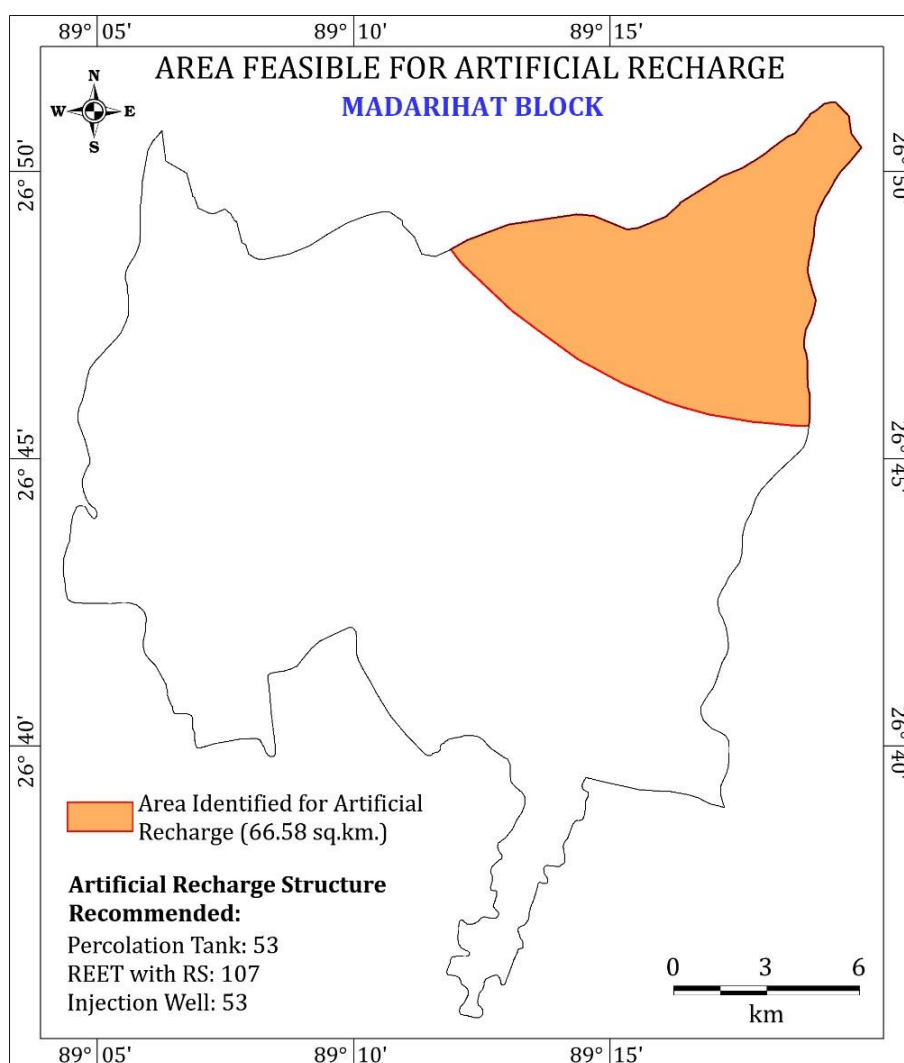 89° 05' 89° 10' 89° 15'
AREA FEASIBLE FOR ARTIFICIAL RECHARGE
MADARIHAT BLOCK
N
W E
S
26° 50' 26° 50'
26° 45' 26° 45'
26° 40' 26° 40'
Area Identified for Artificial
Recharge (66.58 sq.km.)
Artificial Recharge Structure
Recommended:
Percolation Tank: 53
REET with RS: 107
Injection Well: 53
0 3 6
km
89° 05' 89° 10' 89° 15'